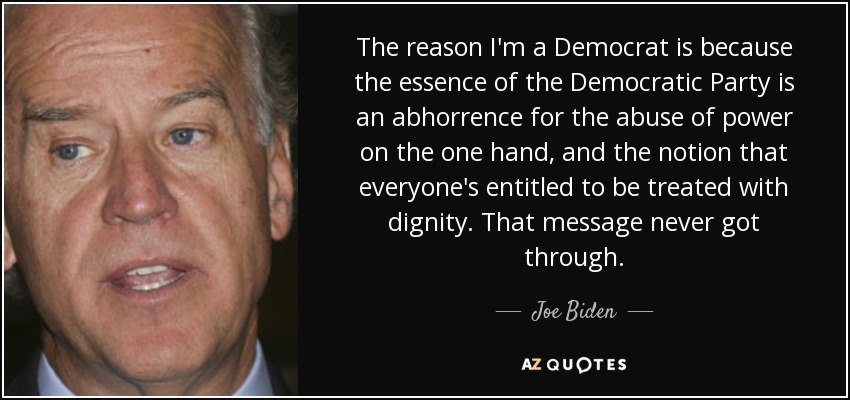 The reason I'm a Democrat is because
the essence of the Democratic Party is
an abhorrence for the abuse of power
on the one hand, and the notion that
everyone's entitled to be treated with
dignity. That message never got
through.
Joe Biden
AZ QUOTES